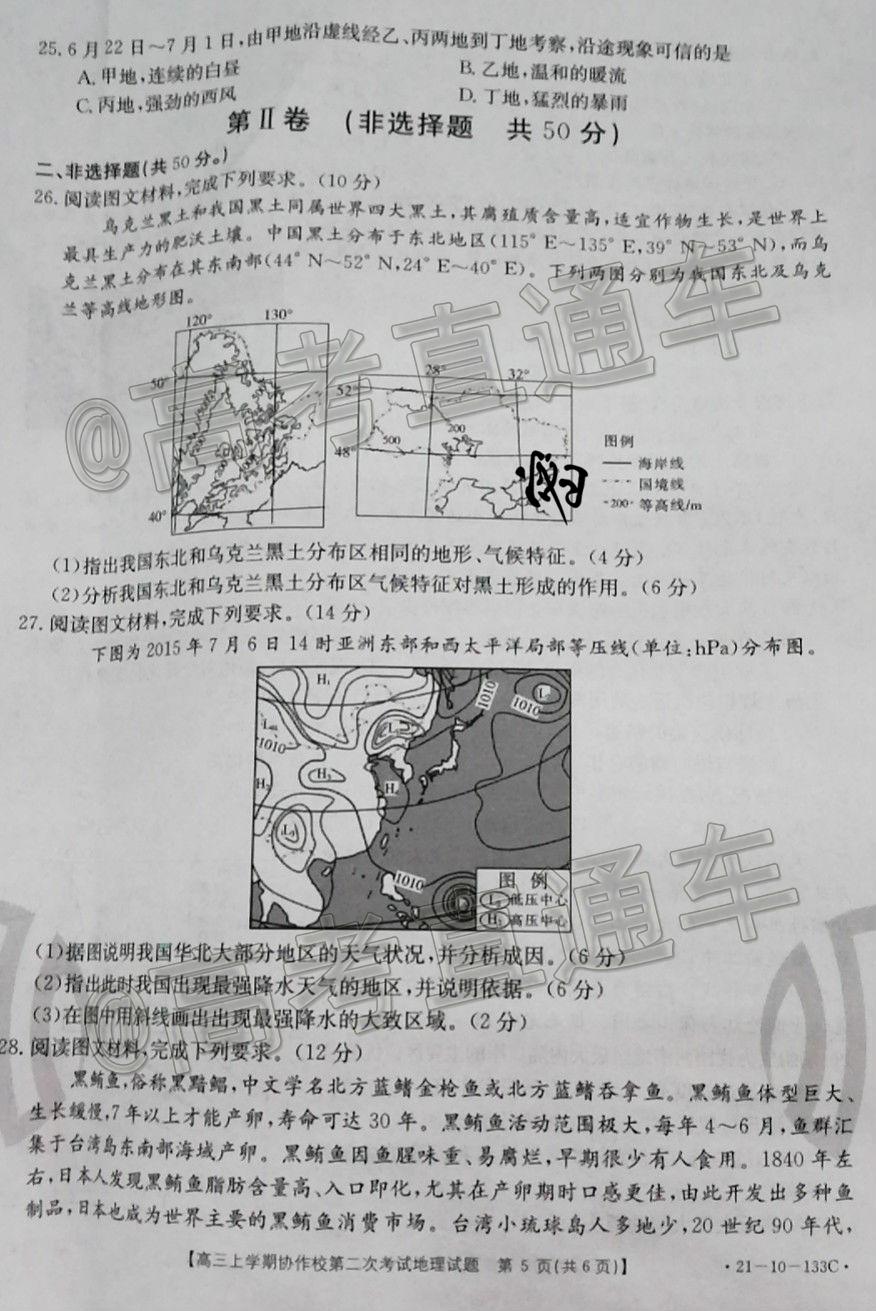 25. 6月22日~7月1日,由甲地沿虚线经乙、丙两地到丁地考察,沿途现象可信的是
A. 甲地,连续的白昼 B. 乙地,温和的暖流
C. 丙地,强劲的西风 D. 丁地,猛烈的暴雨
第Ⅱ卷 (非选择题 共50分)
二、非选择题(共50分。)
26. 阅读图文材料,完成下列要求。(10分)
乌克兰黑土和我国黑土同属世界四大黑土,其腐殖质含量高,适宜作物生长,是世界上
最具生产力的肥沃土壤。中国黑土分布于东北地区(115°E~135°E,39°N~53°N),而乌
克兰黑土分布在其东南部(44°N~52°N,24°E~40°E)。下列两图分别为我国东北及乌克
兰等高线地形图。
120° 130°
50°
40°
28° 32°
52°
48°
500 200
图例
海岸线
国境线
-200- 等高线/m
(1)指出我国东北和乌克兰黑土分布区相同的地形、气候特征。(4分)
(2)分析我国东北和乌克兰黑土分布区气候特征对黑土形成的作用。(6分)
27. 阅读图文材料,完成下列要求。(14分)
下图为2015年7月6日14时亚洲东部和西太平洋局部等压线(单位:hPa)分布图。
H₁
1010
1010
1010
H₂
H₃
1010
图 例
低压中心
高压中心
(1)据图说明我国华北大部分地区的天气状况,并分析成因。(6分)
(2)指出此时我国出现最强降水天气的地区,并说明依据。(6分)
(3)在图中用斜线画出出现最强降水的大致区域。(2分)
28. 阅读图文材料,完成下列要求。(12分)
黑鲔鱼,俗称黑黯鲳,中文学名北方蓝鳍金枪鱼或北方蓝鳍吞拿鱼。黑鲔鱼体型巨大、
生长缓慢,7年以上才能产卵,寿命可达30年。黑鲔鱼活动范围极大,每年4~6月,鱼群汇
集于台湾岛东南部海域产卵。黑鲔鱼因鱼腥味重、易腐烂,早期很少有人食用。1840年左
右,日本人发现黑鲔鱼脂肪含量高、入口即化,尤其在产卵期时口感更佳,由此开发出多种鱼
制品,日本也成为世界主要的黑鲔鱼消费市场。台湾小琉球岛人多地少,20世纪90年代,
【高三上学期协作校第二次考试地理试题 第5页(共6页)】 ·21-10-133C·
@高考直通车
@高考直通车